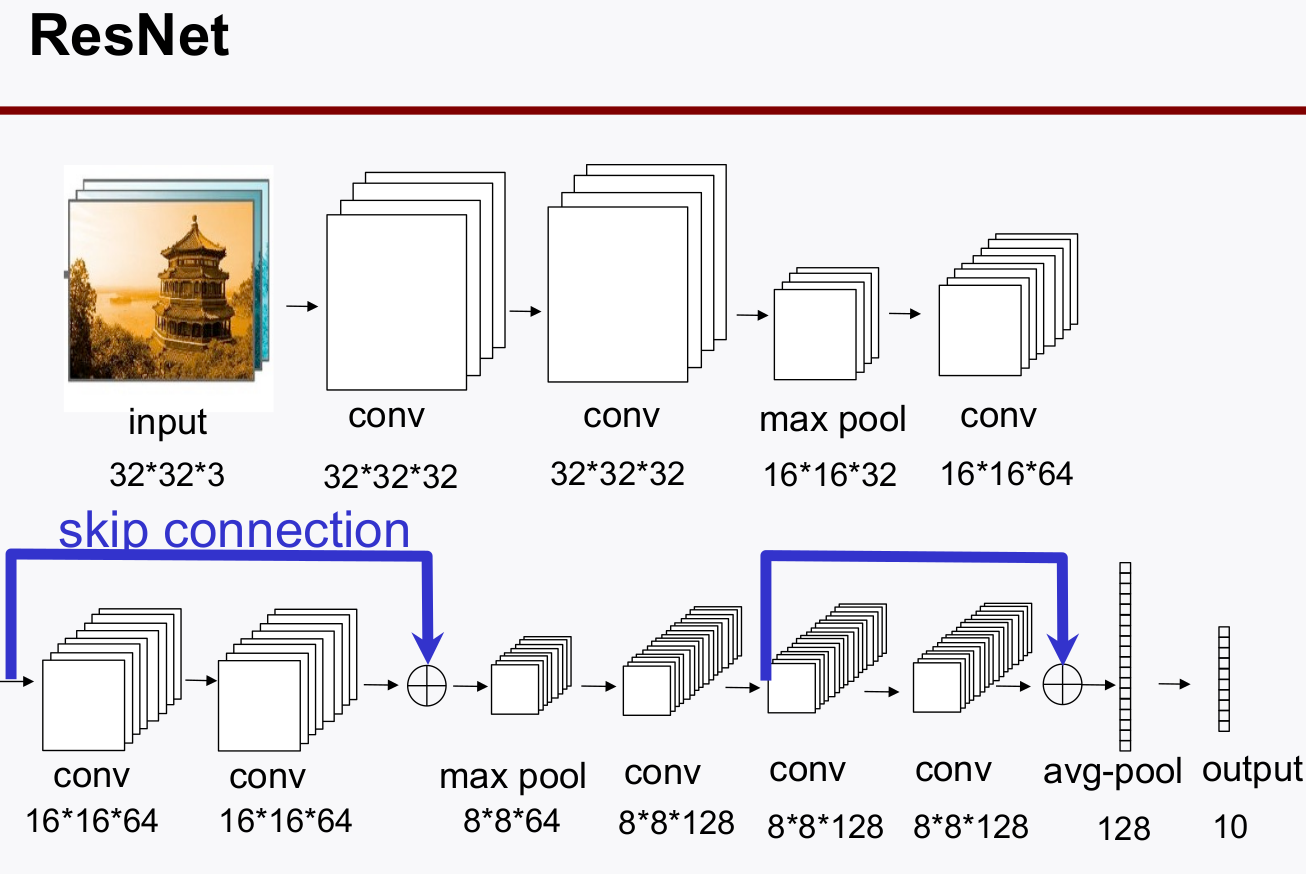 ResNet
input conv conv max pool conv
32*32*3 32*32*32 32*32*32 16*16*32 16*16*64
skip connection
conv conv max pool conv conv conv avg-pool output
16*16*64 16*16*64 8*8*64 8*8*128 8*8*128 8*8*128 128 10